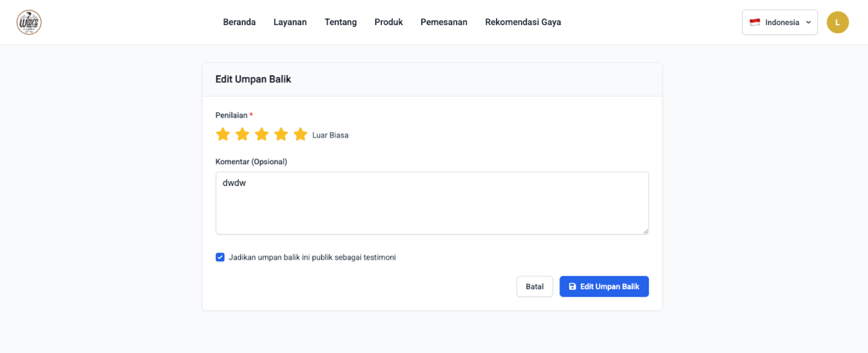 Beranda Layanan Tentang Produk Pemesanan Rekomendasi Gaya Indonesia L
Edit Umpan Balik
Penilaian *
Luar Biasa
Komentar (Opsional)
dwdw
Jadikan umpan balik ini publik sebagai testimoni
Batal Edit Umpan Balik